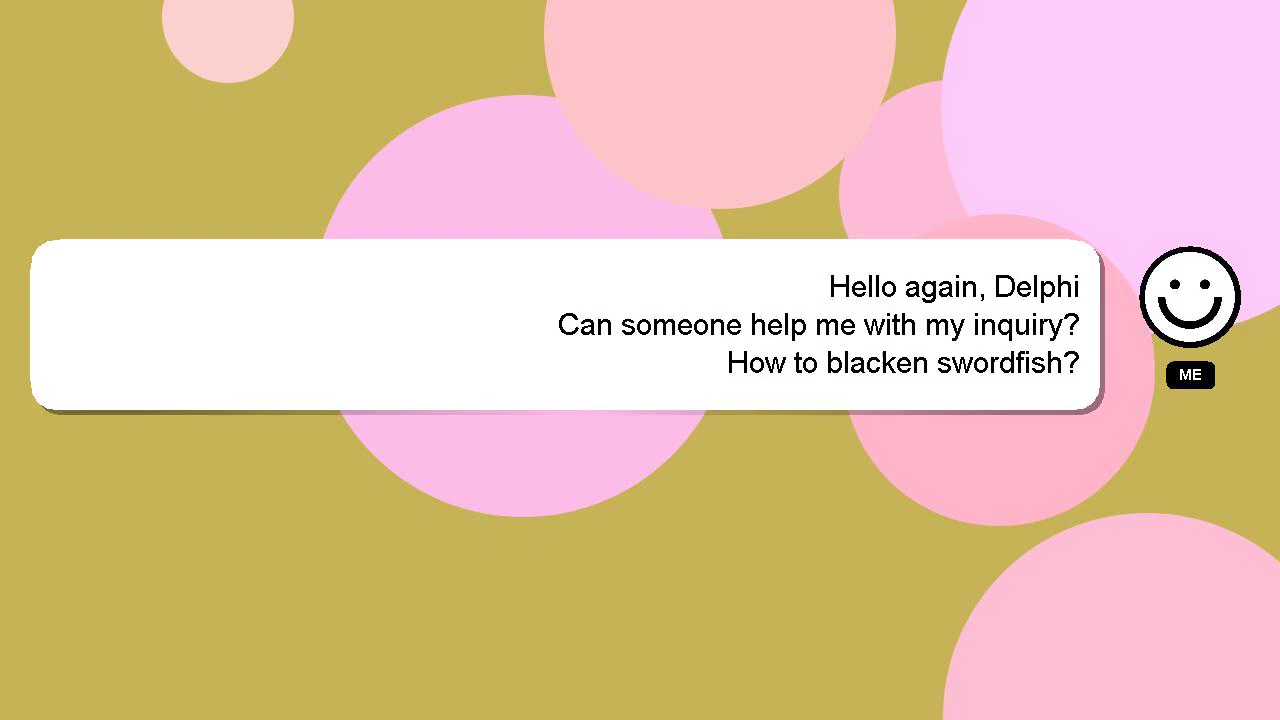 Hello again, Delphi
Can someone help me with my inquiry?
How to blacken swordfish?
ME